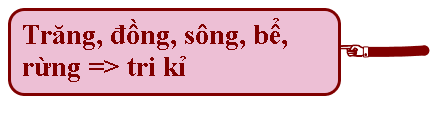 Trăng, đồng, sông, bể,
rừng => tri kỉ